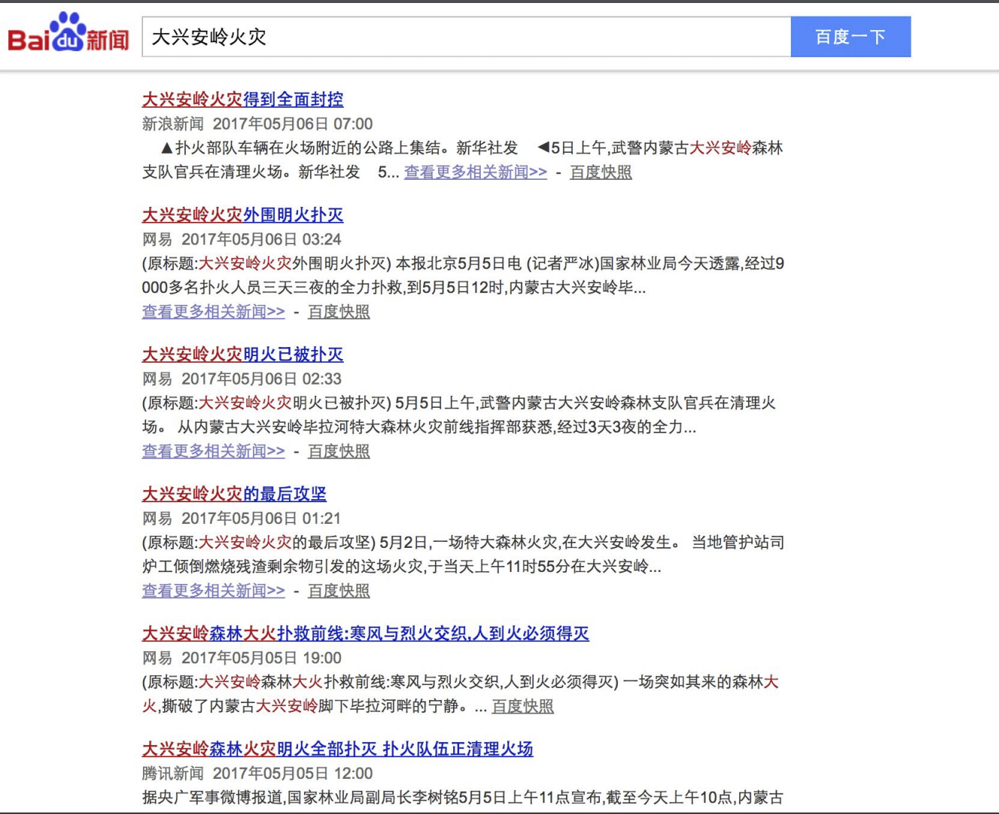 Bai du 新闻
大兴安岭火灾
百度一下
大兴安岭火灾得到全面封控
新浪新闻 2017年05月06日 07:00
▲扑火部队车辆在火场附近的公路上集结。新华社发 ◀5日上午,武警内蒙古大兴安岭森林
支队官兵在清理火场。新华社发 5... 查看更多相关新闻>> - 百度快照
大兴安岭火灾外围明火扑灭
网易 2017年05月06日 03:24
(原标题:大兴安岭火灾外围明火扑灭) 本报北京5月5日电 (记者严冰)国家林业局今天透露,经过9
000多名扑火人员三天三夜的全力扑救,到5月5日12时,内蒙古大兴安岭毕...
查看更多相关新闻>> - 百度快照
大兴安岭火灾明火已被扑灭
网易 2017年05月06日 02:33
(原标题:大兴安岭火灾明火已被扑灭) 5月5日上午,武警内蒙古大兴安岭森林支队官兵在清理火
场。 从内蒙古大兴安岭毕拉河特大森林火灾前线指挥部获悉,经过3天3夜的全力...
查看更多相关新闻>> - 百度快照
大兴安岭火灾的最后攻坚
网易 2017年05月06日 01:21
(原标题:大兴安岭火灾的最后攻坚) 5月2日,一场特大森林火灾,在大兴安岭发生。 当地管护站司
炉工倾倒燃烧残渣剩余物引发的这场火灾,于当天上午11时55分在大兴安岭...
查看更多相关新闻>> - 百度快照
大兴安岭森林大火扑救前线:寒风与烈火交织,人到火必须得灭
网易 2017年05月05日 19:00
(原标题:大兴安岭森林大火扑救前线:寒风与烈火交织,人到火必须得灭) 一场突如其来的森林大
火,撕破了内蒙古大兴安岭脚下毕拉河畔的宁静。... 百度快照
大兴安岭森林火灾明火全部扑灭 扑火队伍正清理火场
腾讯新闻 2017年05月05日 12:00
据央广军事微博报道,国家林业局副局长李树铭5月5日上午11点宣布,截至今天上午10点,内蒙古